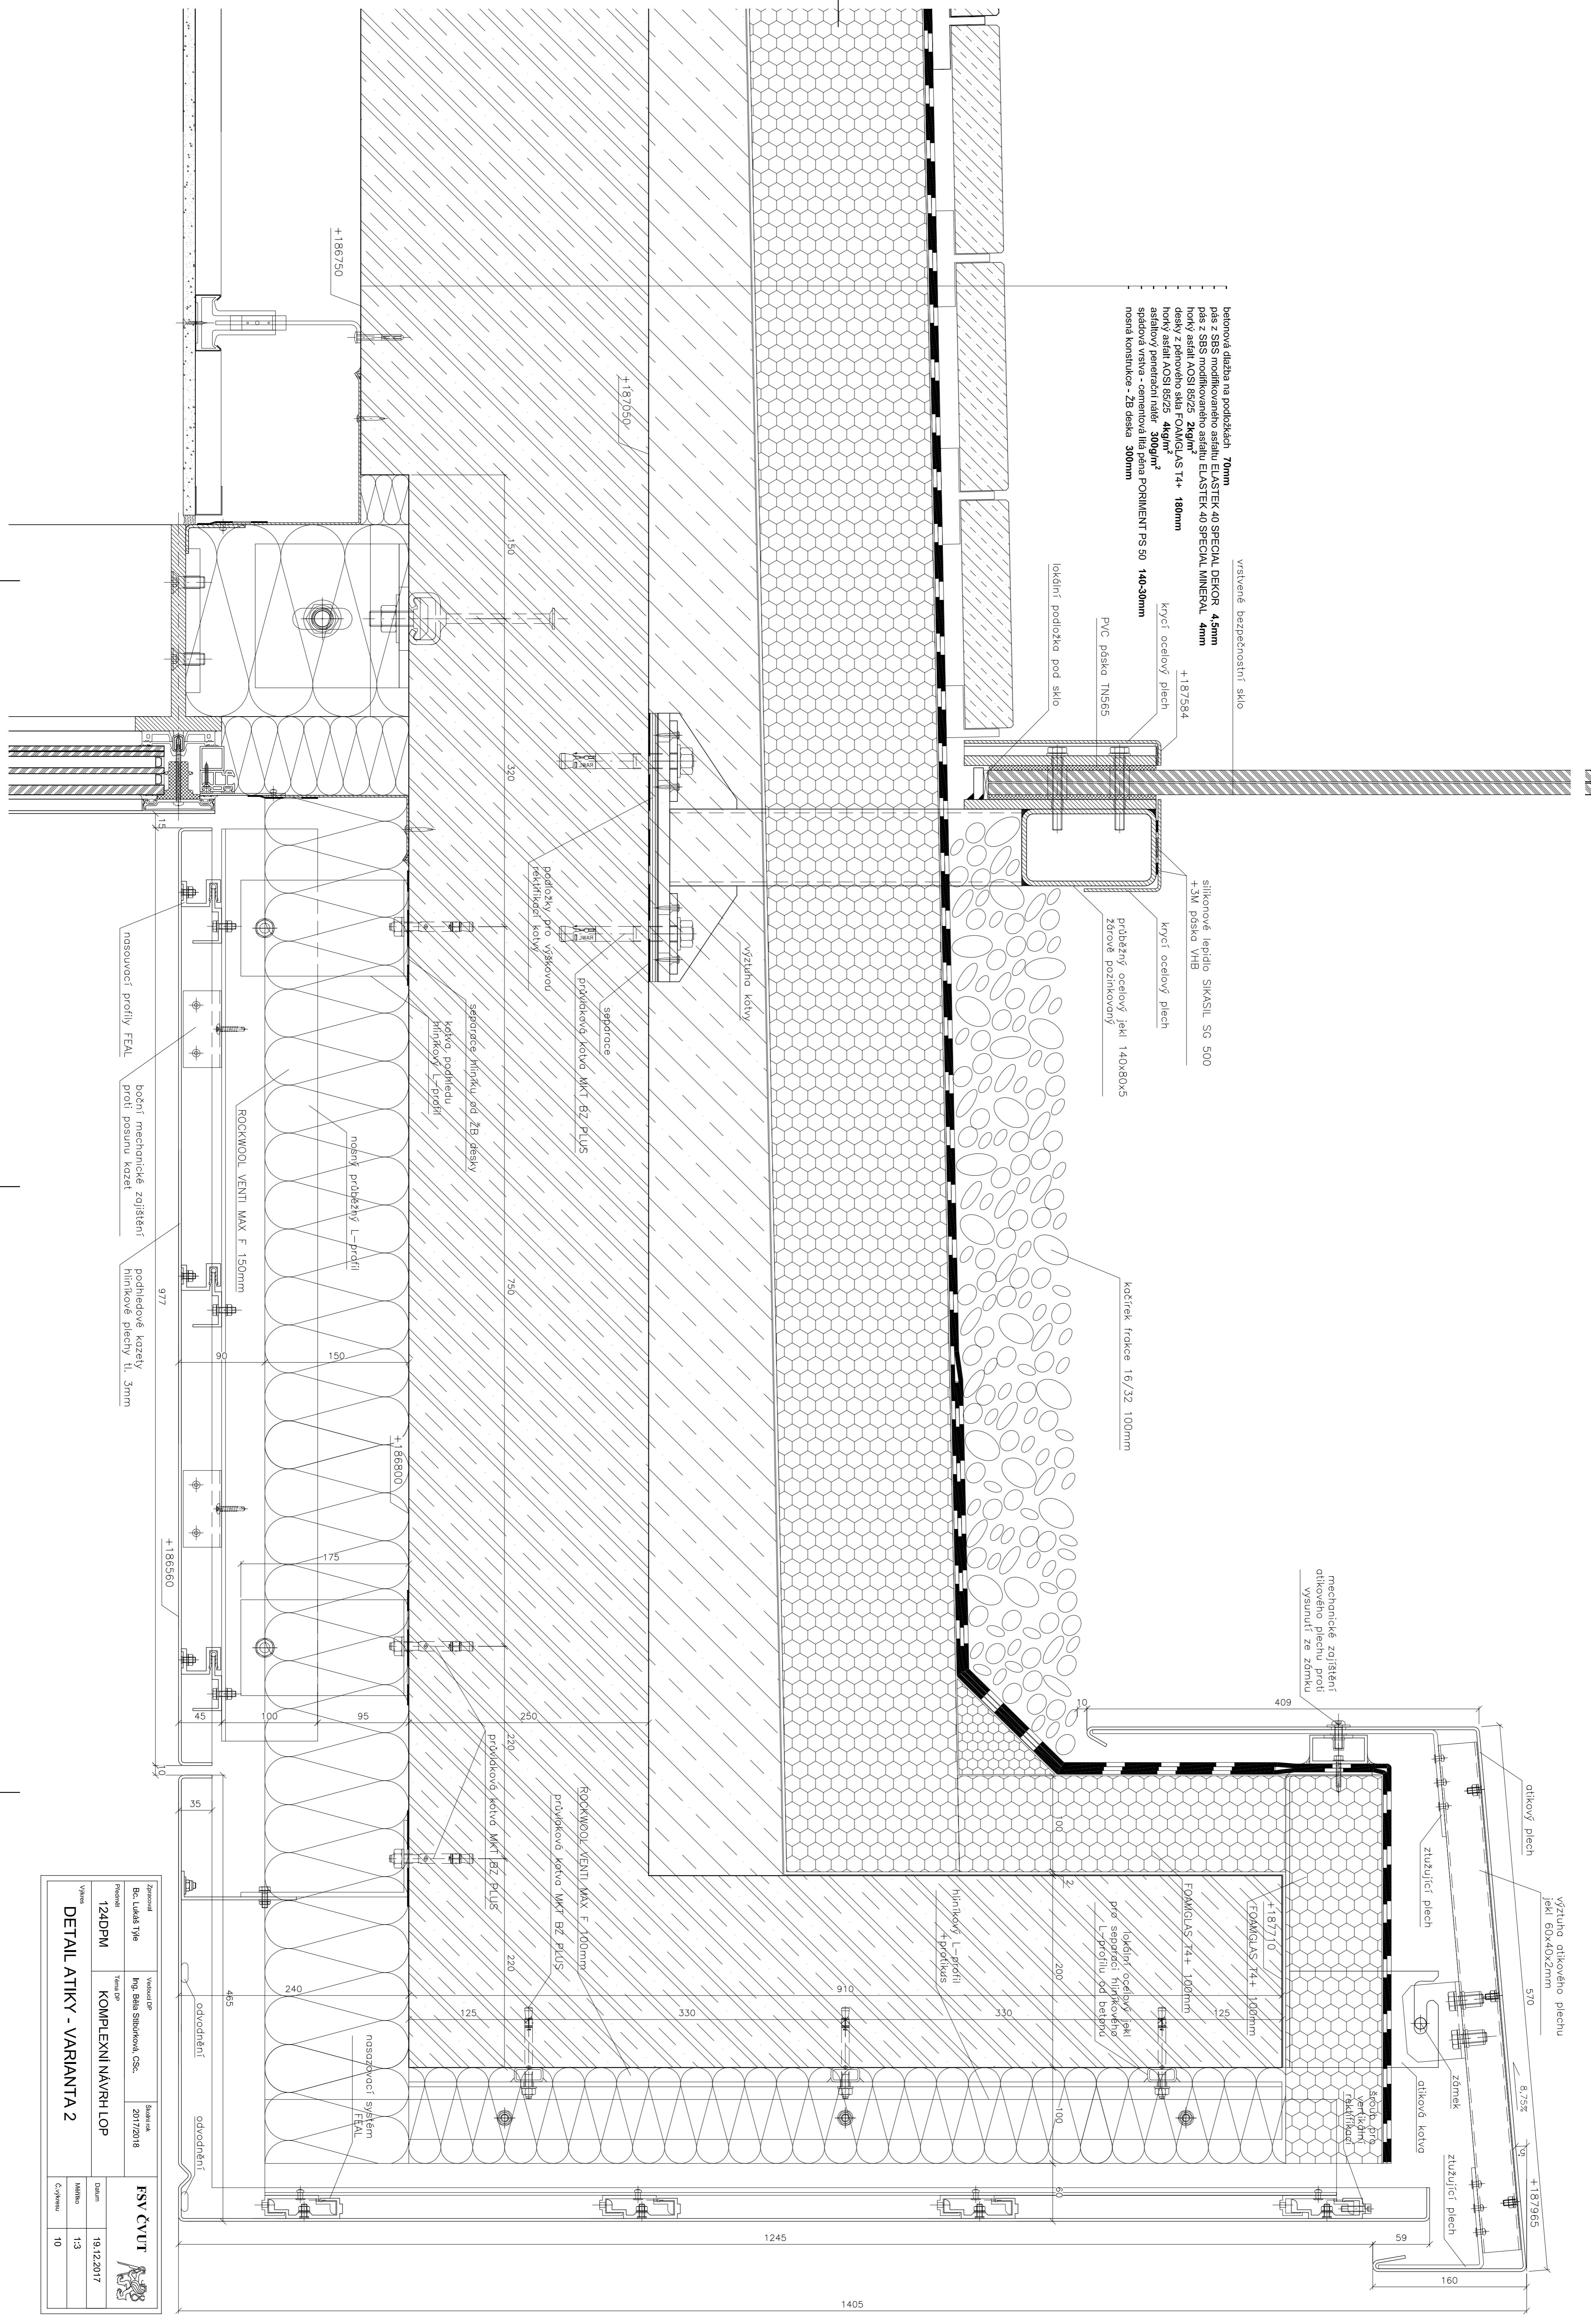 betonová dlažba na podložkách 70mm
pás z SBS modifikovaného asfaltu ELASTEK 40 SPECIAL DEKOR 4,5mm
pás z SBS modifikovaného asfaltu ELASTEK 40 SPECIAL MINERAL 4mm
horký asfalt AOSI 85/25 2kg/m²
desky z pěnového skla FOAMGLAS T4+ 180mm
horký asfalt AOSI 85/25 4kg/m²
asfaltový penetrační nátěr 300g/m²
spádová vrstva - cementová litá pěna PORIMENT PS 50 140-30mm
nosná konstrukce - ŽB deska 300mm
vrstvené bezpečnostní sklo
+187584
krycí ocelový plech
PVC páska TN565
lokální podložka pod sklo
silikonové lepidlo SIKASIL SG 500
+3M páska VHB
krycí ocelový plech
průběžný ocelový jekl 140x80x5
žárově pozinkovaný
kačírek frakce 16/32 100mm
mechanické zajištění
atikového plechu proti
vysunutí ze zámku
409
10
570
8,75%
5°
+187965
atikový plech
výztuha atikového plechu
jekl 60x40x2mm
ztužující plech
zámek
atiková kotva
ztužující plech
šroub pro
vertikální
rektifikaci
+187710
FOAMGLAS T4+ 100mm
FOAMGLAS T4+ 100mm
lokální ocelový jekl
pro separaci hliníkového
L-profilu od betonu
hliníkový L-profil
+protikus
ROCKWOOL VENTI MAX F 100mm
průvlaková kotva MKT BZ PLUS
průvlaková kotva MKT BZ PLUS
+186750
+187050
150
320
750
220
220
výztuha kotvy
separace
průvlaková kotva MKT BZ PLUS
podložky pro výškovou
rektifikaci kotvy
separace hliníku od ŽB desky
kotva podhledu
hliníkový L-profil
nosný průběžný L-profil
ROCKWOOL VENTI MAX F 150mm
nasouvací profily FEAL
boční mechanické zajištění
proti posunu kazet
podhledové kazety
hliníkové plechy tl. 3mm
+186800
+186560
15
977
10
465
90
150
175
45
100
95
250
35
240
910
125
330
330
125
100
2
200
100
60
1245
59
160
1405
nasazovací systém
FEAL
odvodnění
odvodnění
Zpracoval
Bc. Lukáš Týle
Vedoucí DP
Ing. Běla Stibůrková, CSc.
Školní rok
2017/2018
FSV ČVUT
Předmět
124DPM
Téma DP
KOMPLEXNÍ NÁVRH LOP
Datum
19.12.2017
Výkres
DETAIL ATIKY - VARIANTA 2
Měřítko
1:3
Č.výkresu
10